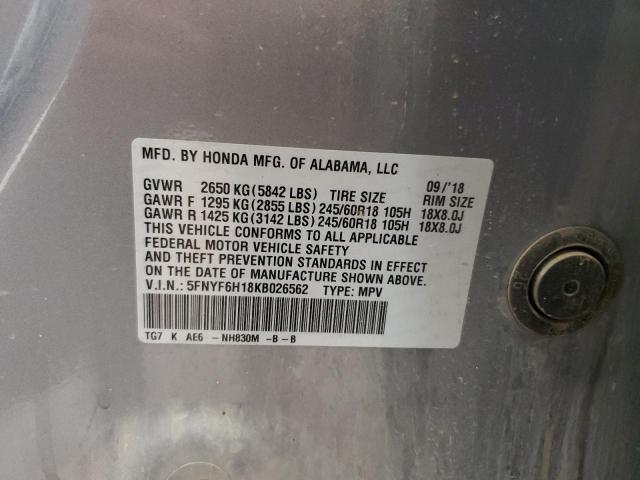 MFD. BY HONDA MFG. OF ALABAMA, LLC 09/'18
GVWR 2650 KG(5842 LBS) TIRE SIZE RIM SIZE
GAWR F 1295 KG(2855 LBS)245/60R18 105H 18X8.0J
GAWR R 1425 KG(3142 LBS)245/60R18 105H 18X8.0J
THIS VEHICLE CONFORMS TO ALL APPLICABLE
FEDERAL MOTOR VEHICLE SAFETY
AND THEFT PREVENTION STANDARDS IN EFFECT
ON THE DATE OF MANUFACTURE SHOWN ABOVE.
V.I.N.: 5FNYF6H18KB026562 TYPE: MPV
TG7 K AE6 - NH830M -B - B